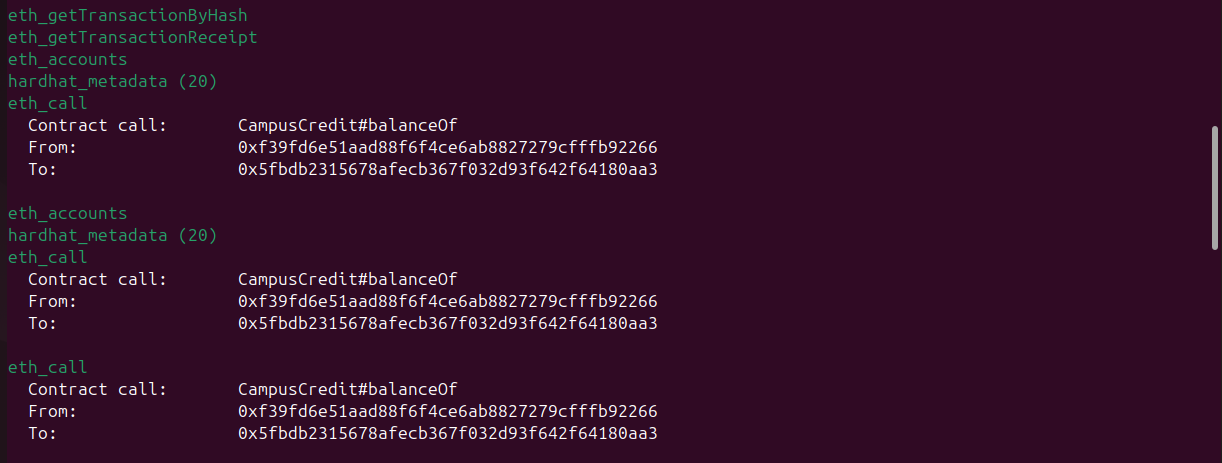 eth_getTransactionByHash
eth_getTransactionReceipt
eth_accounts
hardhat_metadata (20)
eth_call
Contract call: CampusCredit#balanceOf
From: 0xf39fd6e51aad88f6f4ce6ab8827279cfffb92266
To: 0x5fbdb2315678afecb367f032d93f642f64180aa3
eth_accounts
hardhat_metadata (20)
eth_call
Contract call: CampusCredit#balanceOf
From: 0xf39fd6e51aad88f6f4ce6ab8827279cfffb92266
To: 0x5fbdb2315678afecb367f032d93f642f64180aa3
eth_call
Contract call: CampusCredit#balanceOf
From: 0xf39fd6e51aad88f6f4ce6ab8827279cfffb92266
To: 0x5fbdb2315678afecb367f032d93f642f64180aa3